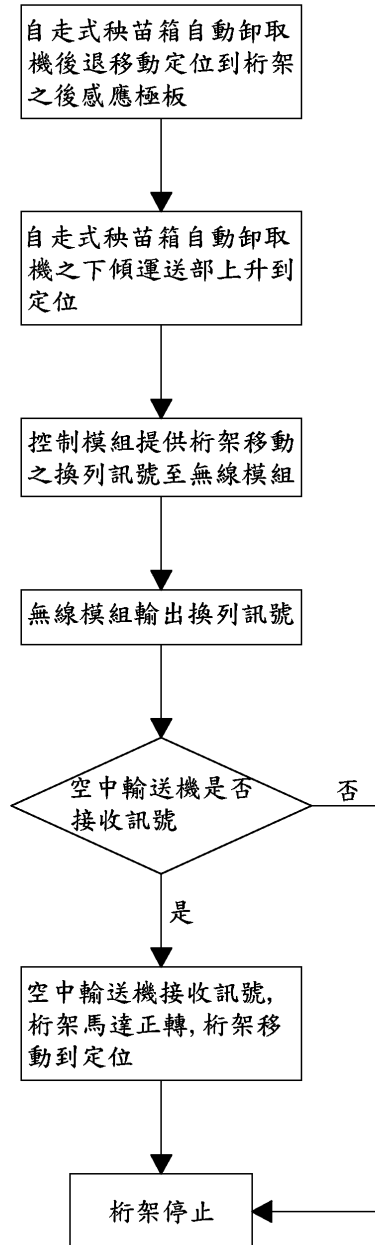 自走式秧苗箱自動卸取
機後退移動定位到桁架
之後感應極板
自走式秧苗箱自動卸取
機之下傾運送部上升到
定位
控制模組提供桁架移動
之換列訊號至無線模組
無線模組輸出換列訊號
空中輸送機是否
接收訊號
否
是
空中輸送機接收訊號,
桁架馬達正轉,桁架移
動到定位
桁架停止